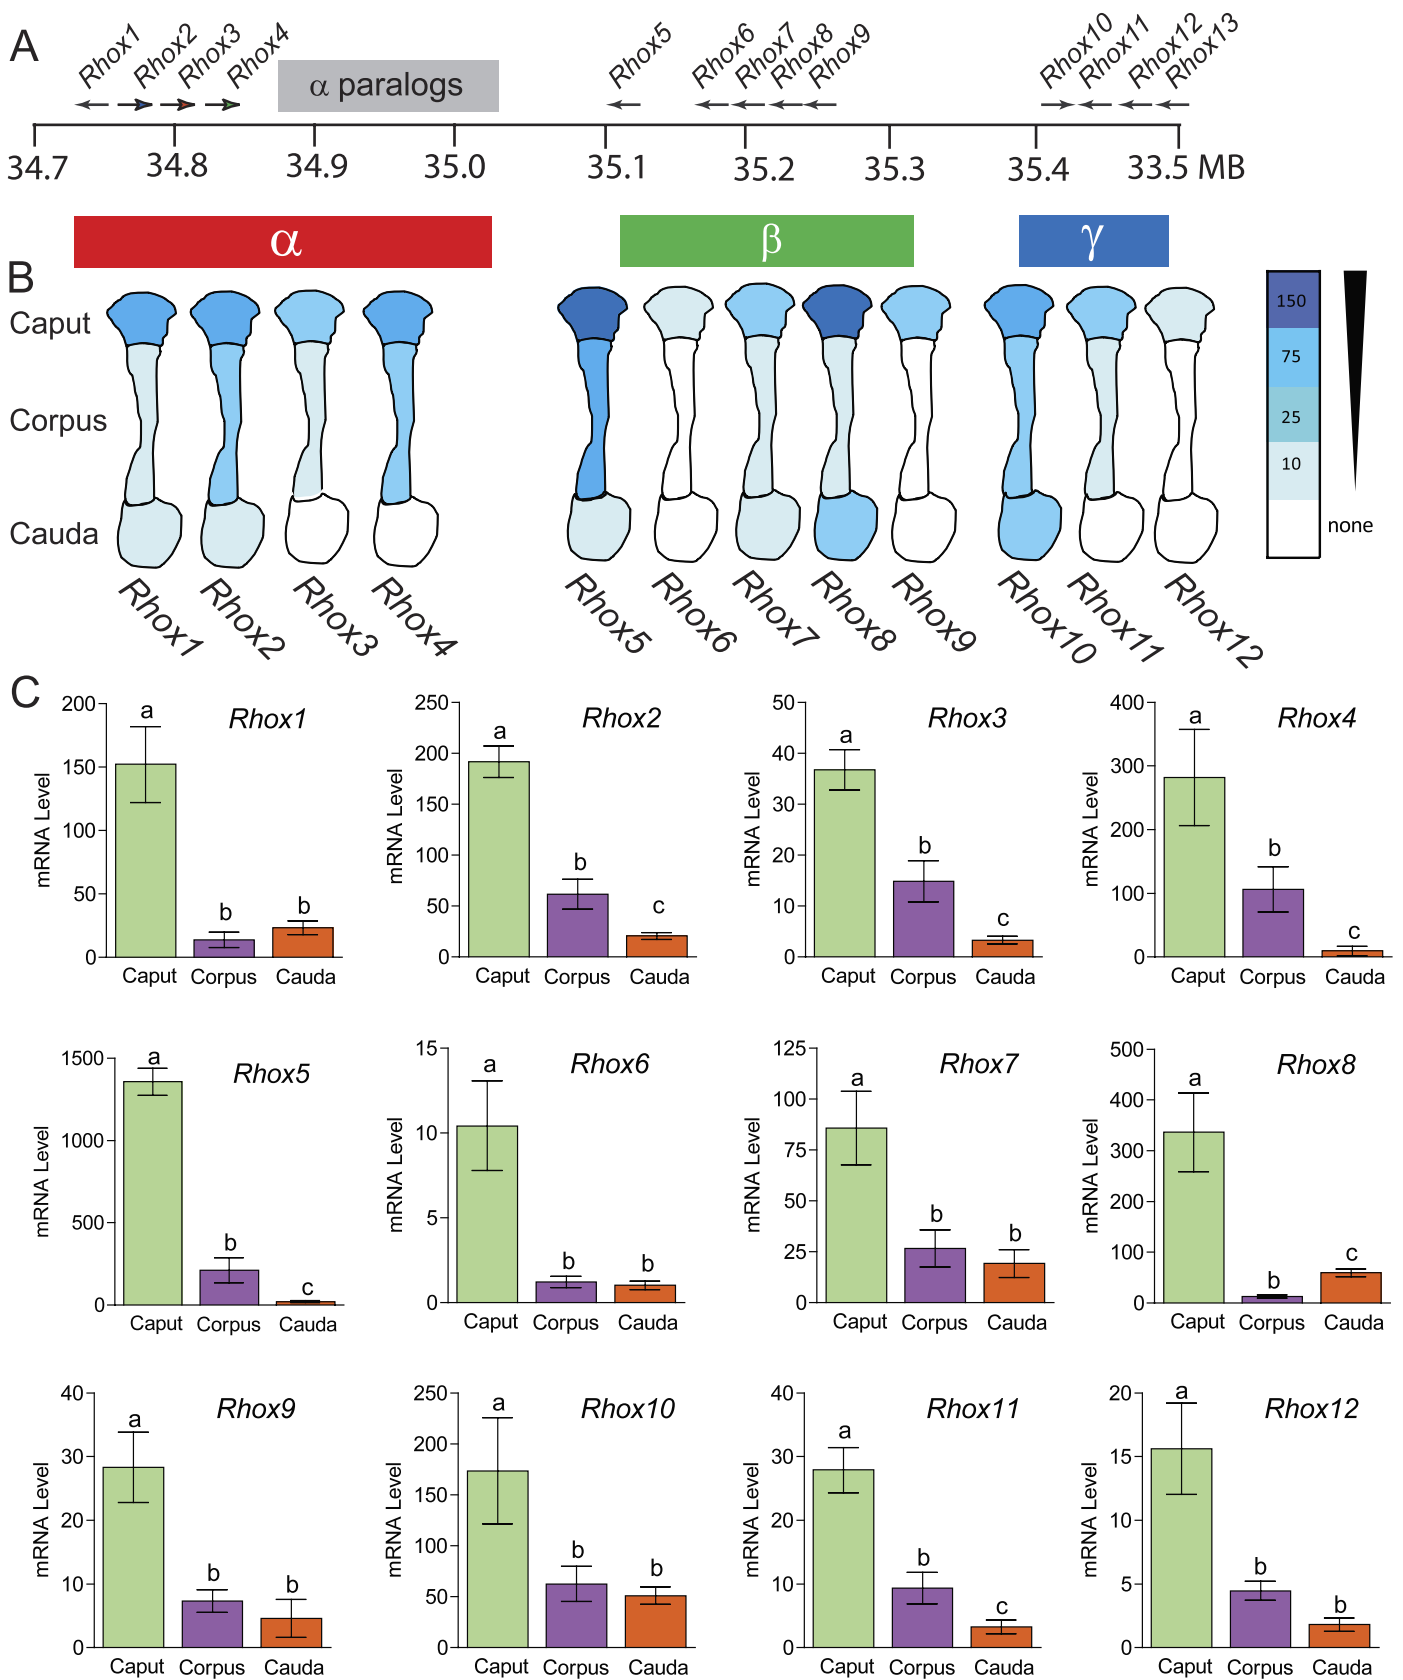 A
Rhox1 Rhox2 Rhox3 Rhox4 Rhox5 Rhox6 Rhox7 Rhox8 Rhox9 Rhox10 Rhox11 Rhox12 Rhox13
α paralogs
34.7 34.8 34.9 35.0 35.1 35.2 35.3 35.4 33.5 MB
α β γ
B
Caput
Corpus
Cauda
150
75
25
10
none
Rhox1 Rhox2 Rhox3 Rhox4 Rhox5 Rhox6 Rhox7 Rhox8 Rhox9 Rhox10 Rhox11 Rhox12
C
Rhox1
mRNA Level
200
150
100
50
0
a b b
Caput Corpus Cauda
Rhox2
mRNA Level
250
200
150
100
50
0
a b c
Caput Corpus Cauda
Rhox3
mRNA Level
50
40
30
20
10
0
a b c
Caput Corpus Cauda
Rhox4
mRNA Level
400
300
200
100
0
a b c
Caput Corpus Cauda
Rhox5
mRNA Level
1500
1000
500
0
a b c
Caput Corpus Cauda
Rhox6
mRNA Level
15
10
5
0
a b b
Caput Corpus Cauda
Rhox7
mRNA Level
125
100
75
50
25
0
a b b
Caput Corpus Cauda
Rhox8
mRNA Level
500
400
300
200
100
0
a b c
Caput Corpus Cauda
Rhox9
mRNA Level
40
30
20
10
0
a b b
Caput Corpus Cauda
Rhox10
mRNA Level
250
200
150
100
50
0
a b b
Caput Corpus Cauda
Rhox11
mRNA Level
40
30
20
10
0
a b c
Caput Corpus Cauda
Rhox12
mRNA Level
20
15
10
5
0
a b b
Caput Corpus Cauda